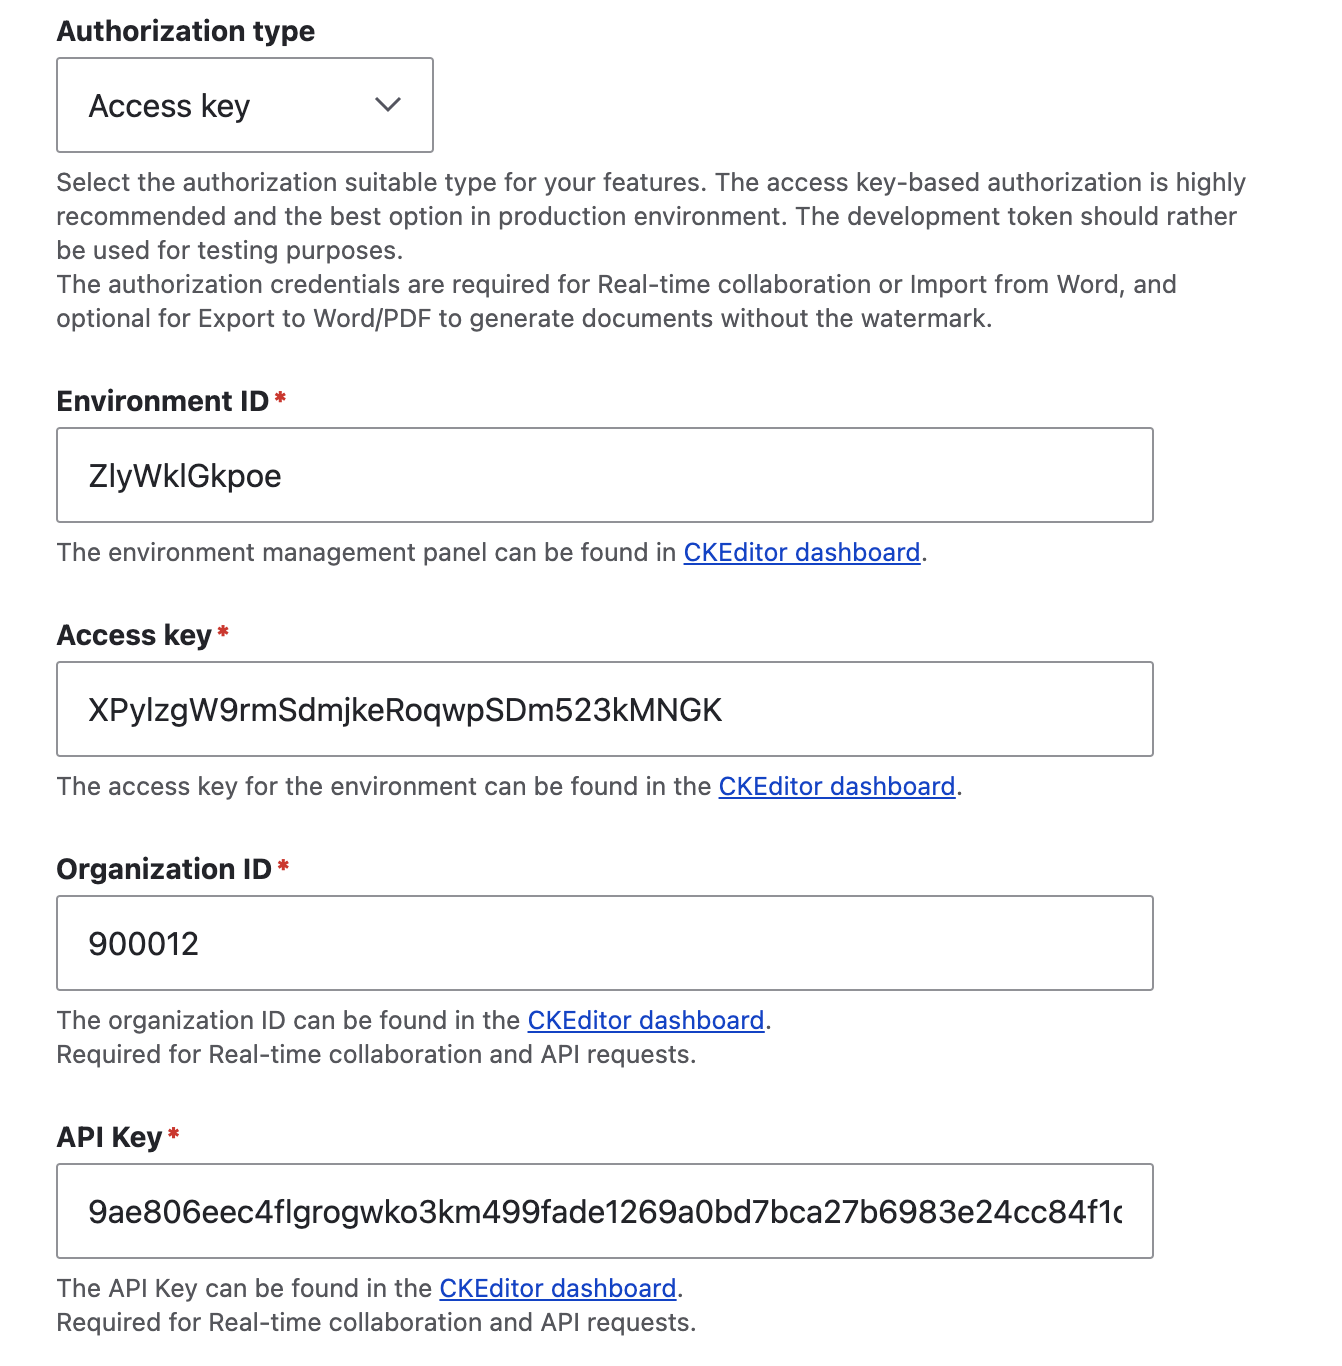 Authorization type
Access key
Select the authorization suitable type for your features. The access key-based authorization is highly
recommended and the best option in production environment. The development token should rather
be used for testing purposes.
The authorization credentials are required for Real-time collaboration or Import from Word, and
optional for Export to Word/PDF to generate documents without the watermark.
Environment ID*
ZlyWklGkpoe
The environment management panel can be found in CKEditor dashboard.
Access key*
XPylzgW9rmSdmjkeRoqwpSDm523kMNGK
The access key for the environment can be found in the CKEditor dashboard.
Organization ID*
900012
The organization ID can be found in the CKEditor dashboard.
Required for Real-time collaboration and API requests.
API Key*
9ae806eec4flgrogwko3km499fade1269a0bd7bca27b6983e24cc84f1
The API Key can be found in the CKEditor dashboard.
Required for Real-time collaboration and API requests.